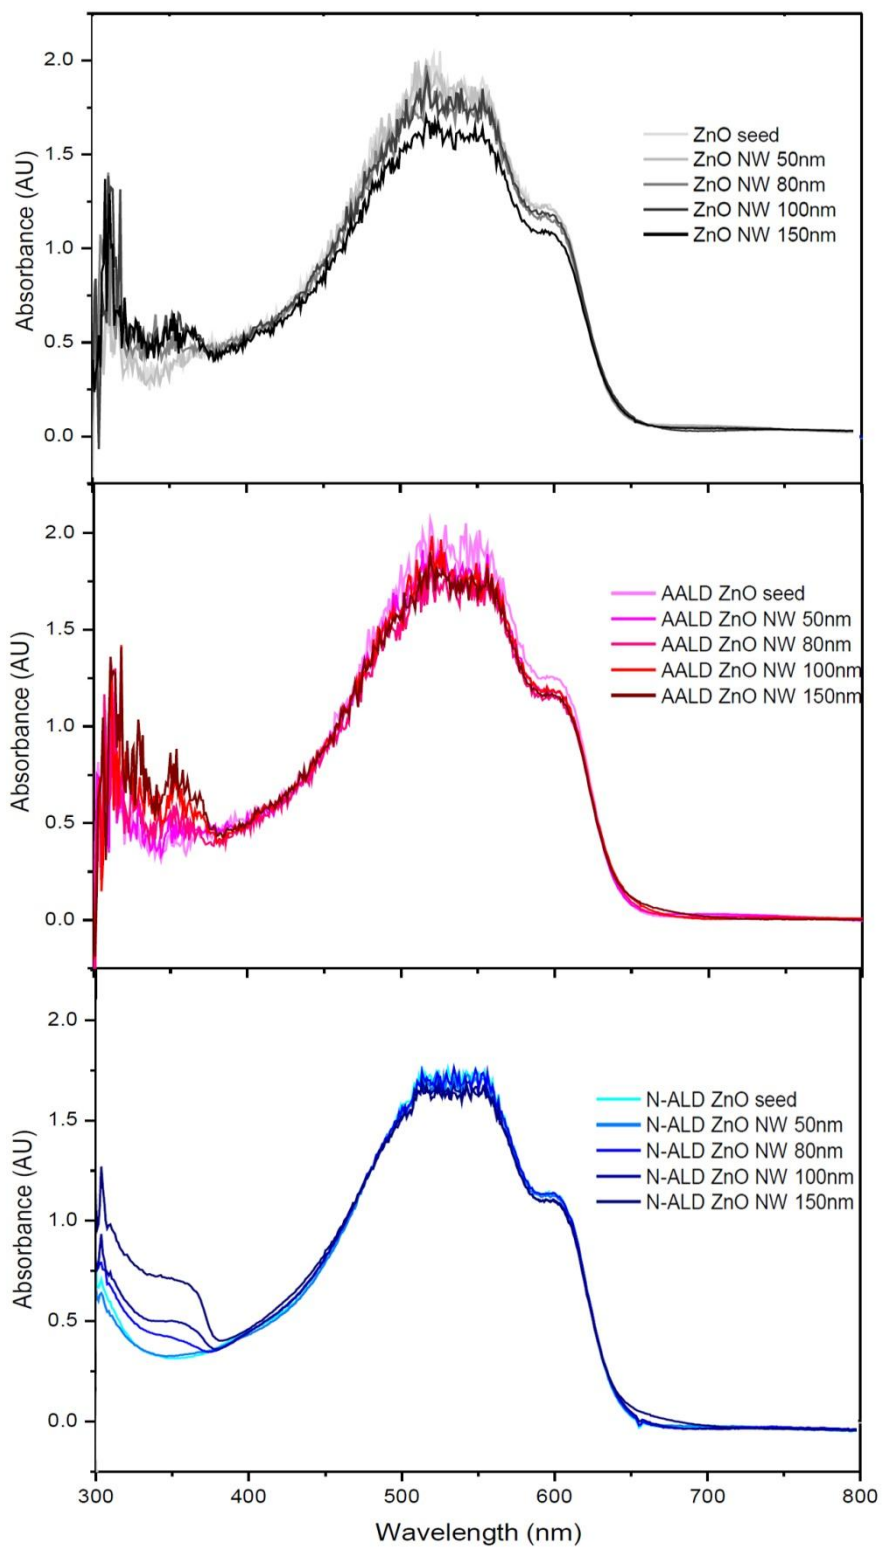 2.0
1.5
1.0
0.5
0.0
Absorbance (AU)
ZnO seed
ZnO NW 50nm
ZnO NW 80nm
ZnO NW 100nm
ZnO NW 150nm
2.0
1.5
1.0
0.5
0.0
Absorbance (AU)
AALD ZnO seed
AALD ZnO NW 50nm
AALD ZnO NW 80nm
AALD ZnO NW 100nm
AALD ZnO NW 150nm
2.0
1.5
1.0
0.5
0.0
Absorbance (AU)
N-ALD ZnO seed
N-ALD ZnO NW 50nm
N-ALD ZnO NW 80nm
N-ALD ZnO NW 100nm
N-ALD ZnO NW 150nm
300 400 500 600 700 800
Wavelength (nm)